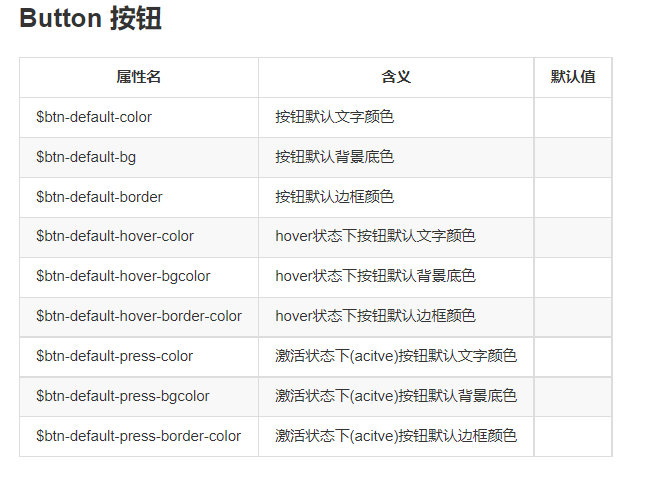 Button 按钮
属性名 含义 默认值
$btn-default-color 按钮默认文字颜色
$btn-default-bg 按钮默认背景底色
$btn-default-border 按钮默认边框颜色
$btn-default-hover-color hover状态下按钮默认文字颜色
$btn-default-hover-bgcolor hover状态下按钮默认背景底色
$btn-default-hover-border-color hover状态下按钮默认边框颜色
$btn-default-press-color 激活状态下(acitve)按钮默认文字颜色
$btn-default-press-bgcolor 激活状态下(acitve)按钮默认背景底色
$btn-default-press-border-color 激活状态下(acitve)按钮默认边框颜色